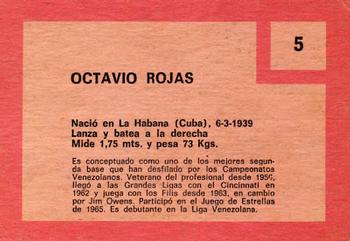 5
OCTAVIO ROJAS
Nació en La Habana (Cuba), 6-3-1939
Lanza y batea a la derecha
Mide 1,75 mts. y pesa 73 Kgs.
Es conceptuado como uno de los mejores segun-
da base que han desfilado por los Campeonatos
Venezolanos. Veterano del profesional desde
llegó a las Grandes Ligas con el Cincinnati en
1962 y juega con los Filis desde 1963, en cambio
por Jim Owens. Participó en el Juego de Estrellas
de 1965. Es debutante en la Liga Venezolana.